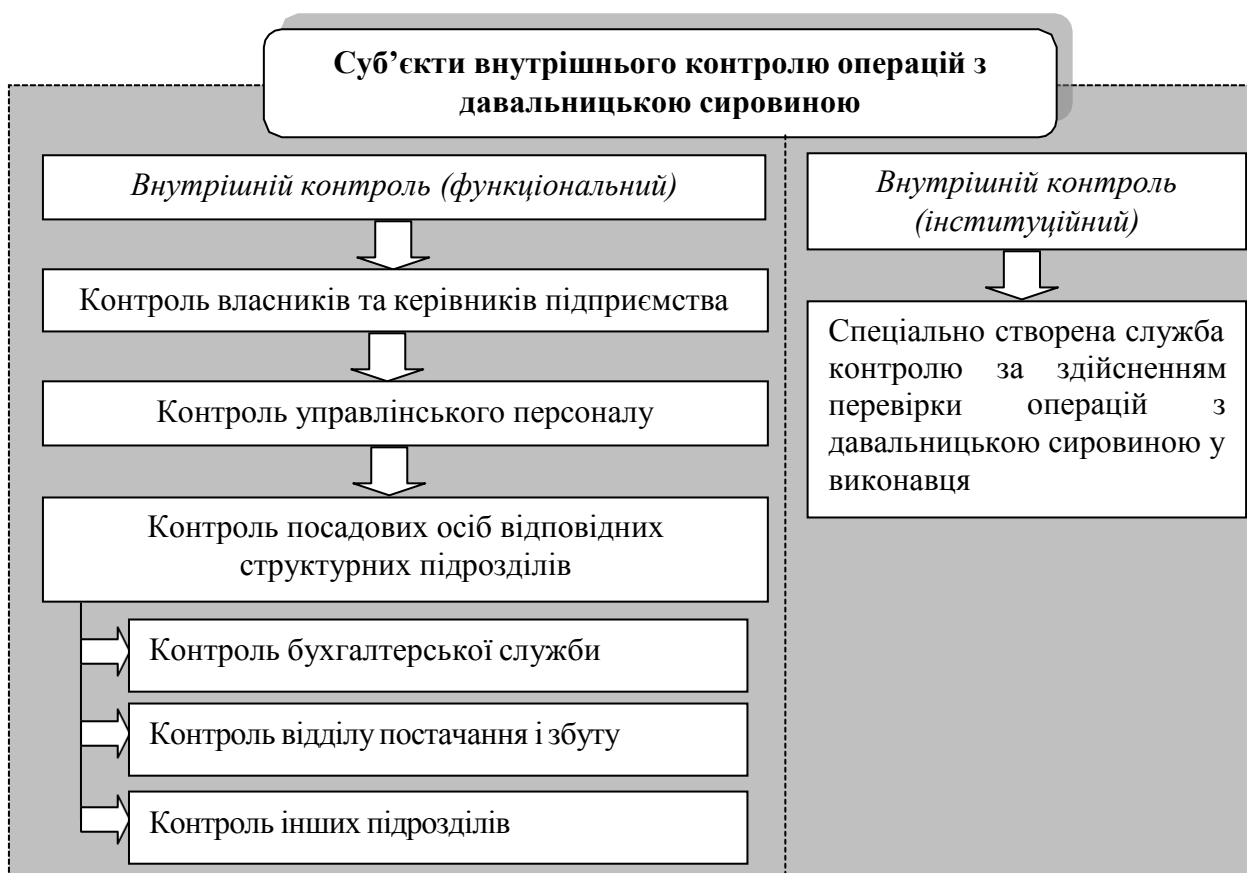 Суб’єкти внутрішнього контролю операцій з
давальницькою сировиною
Внутрішній контроль (функціональний)
Контроль власників та керівників підприємства
Контроль управлінського персоналу
Контроль посадових осіб відповідних
структурних підрозділів
Контроль бухгалтерської служби
Контроль відділу постачання і збуту
Контроль інших підрозділів
Внутрішній контроль
(інституційний)
Спеціально створена служба
контролю за здійсненням
перевірки операцій з
давальницькою сировиною у
виконавця